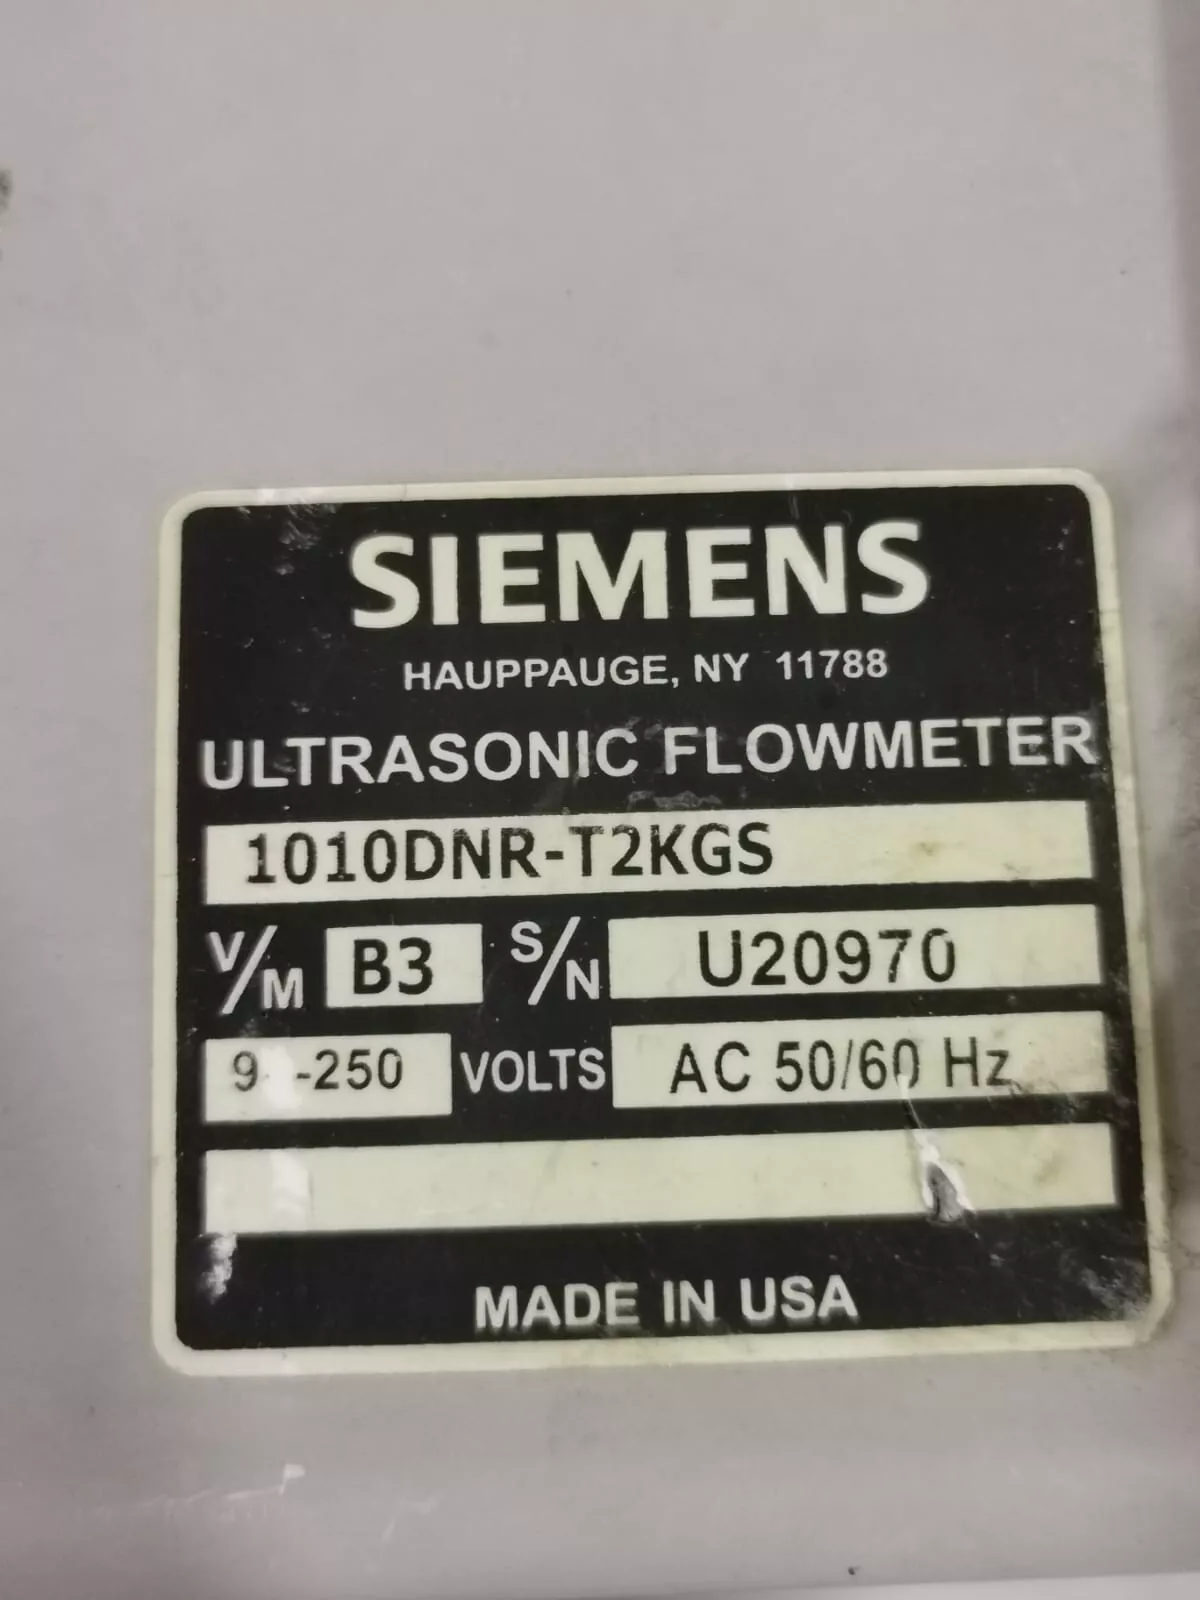 SIEMENS
HAUPPAUGE, NY 11788
ULTRASONIC FLOWMETER
1010DNR-T2KGS
V/M B3 S/N U20970
9 -250 VOLTS AC 50/60 Hz
MADE IN USA